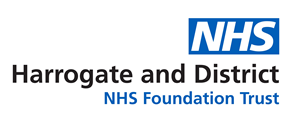 NHS
Harrogate and District
NHS Foundation Trust